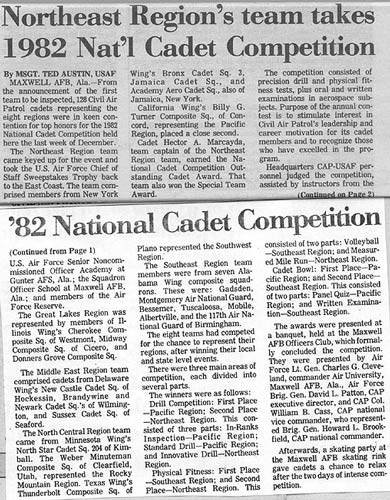 Northeast Region's team takes
1982 Nat'l Cadet Competition
By MSGT. TED AUSTIN, USAF
MAXWELL AFB, Ala.—From
the announcement of the first
team to be inspected, 128 Civil Air
Patrol cadets representing the
eight regions were in keen con-
tention for top honors for the 1982
National Cadet Competition held
here the last week of December.
The Northeast Region team
came keyed up for the event and
took the U.S. Air Force Chief of
Staff Sweepstakes Trophy back
to the East Coast. The team com-
prised members from New York
Wing's Bronx Cadet Sq. 3,
Jamaica Cadet Sq., and
Academy Aero Cadet Sq., also of
Jamaica, New York.
California Wing's Billy G.
Turner Composite Sq., of Con-
cord, representing the Pacific
Region, placed a close second.
Cadet Hector A. Marcayda,
team captain of the Northeast
Region team, earned the
National Cadet Competition Out-
standing Cadet Award. That
team also won the Special Team
Award.
The competition consisted of
precision drill and physical fit-
ness tests, plus oral and written
examinations in aerospace sub-
jects. Purpose of the annual con-
test is to stimulate interest in
Civil Air Patrol's leadership and
career motivation for its cadet
members and to recognize those
who have excelled in the pro-
gram.
Headquarters CAP-USAF per-
sonnel judged the competition,
assisted by instructors from the
(Continued on Page 2)
'82 National Cadet Competition
(Continued from Page 1)
U.S. Air Force Senior Noncom-
missioned Officer Academy at
Gunter AFS, Ala.; the Squadron
Officer School at Maxwell AFB,
Ala.; and members of the Air
Force Reserve.
The Great Lakes Region was
represented by members of Il-
linois Wing's Cherokee Compo-
site Sq. of Westmont, Midway
Composite Sq. of Cicero, and
Donners Grove Composite Sq.
The Middle East Region team
comprised cadets from Delaware
Wing's New Castle Cadet Sq. of
Hockessin, Brandywine and
Newark Cadet Sq.'s of Wilming-
ton, and Sussex Cadet Sq. of
Seaford.
The North Central Region team
came from Minnesota Wing's
North Star Cadet Sq. 204 of Kim-
ball. The Weber Minuteman
Composite Sq. of Clearfield,
Utah, represented the Rocky
Mountain Region. Texas Wing's
Thunderbolt Composite Sq. of
Plano represented the Southwest
Region.
The Southeast Region team
members were from seven Ala-
bama Wing composite squad-
rons. These were: Gadsden,
Montgomery Air National Guard,
Bessemer, Tuscaloosa, Mobile,
Albertville, and the 117th Air Na-
tional Guard of Birmingham.
The eight teams had competed
for the chance to represent their
regions, after winning their local
and state level events.
There were three main areas of
competition, each divided into
several parts.
The winners were as follows:
Drill Competition: First Place
—Pacific Region; Second Place
—Northeast Region. This con-
sisted of three parts: In-Ranks
Inspection—Pacific Region;
Standard Drill—Pacific Region;
and Innovative Drill—Northeast
Region.
Physical Fitness: First Place
—Southeast Region; and Second
Place—Northeast Region. This
consisted of two parts: Volleyball
—Southeast Region; and Measur-
ed Mile Run—Northeast Region.
Cadet Bowl: First Place—Pa-
cific Region; and Second Place—
Southeast Region. This consisted
of two parts: Panel Quiz—Pacific
Region; and Written Examina-
tion—Southeast Region.
The awards were presented at
a banquet, held at the Maxwell
AFB Officers Club, which formal-
ly concluded the competition.
They were presented by Air
Force Lt. Gen. Charles G. Cleve-
land, commander Air University,
Maxwell AFB, Ala., Air Force
Brig. Gen. David L. Patton, CAP
executive director, and CAP Col.
William B. Cass, CAP national
vice commander, who represent-
ed Brig. Gen. Howard L. Brook-
field, CAP national commander.
Afterwards, a skating party at
the Maxwell AFB skating rink
gave cadets a chance to relax
after the two days of intense com-
petition.